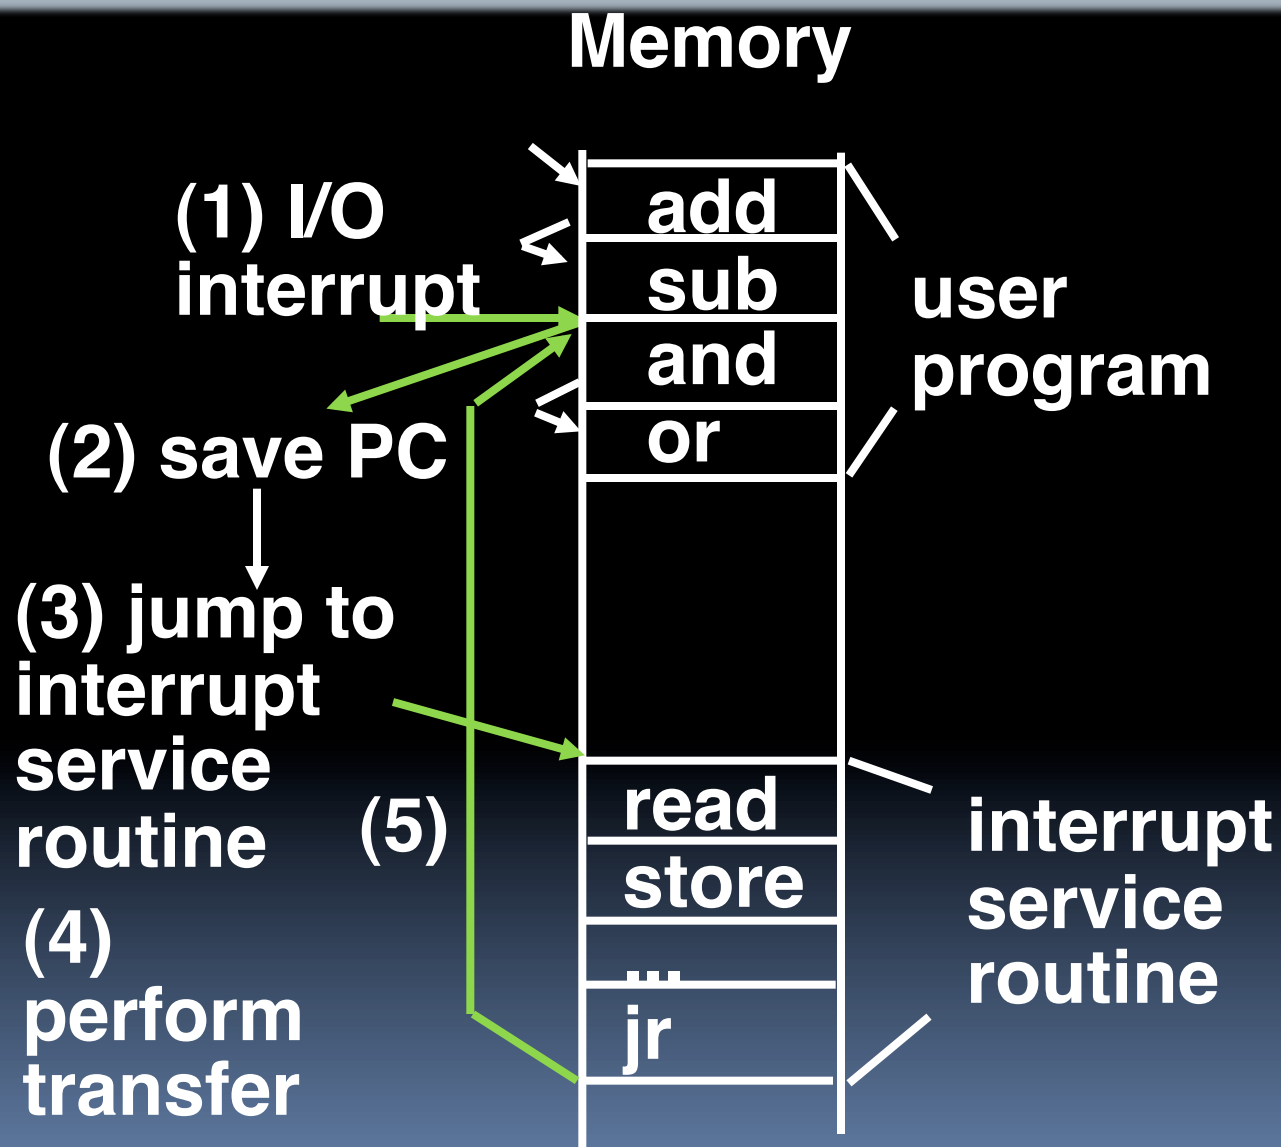 Memory
(1) I/O
interrupt
add
sub
and
or
user
program
(2) save PC
(3) jump to
interrupt
service
routine
(5)
(4)
perform
transfer
read
store
...
jr
interrupt
service
routine